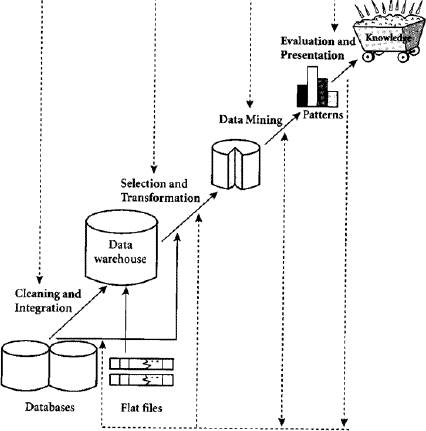 Evaluation and
Presentation
Knowledge
Data Mining
Patterns
Selection and
Transformation
Data
warehouse
Cleaning and
Integration
Databases
Flat files